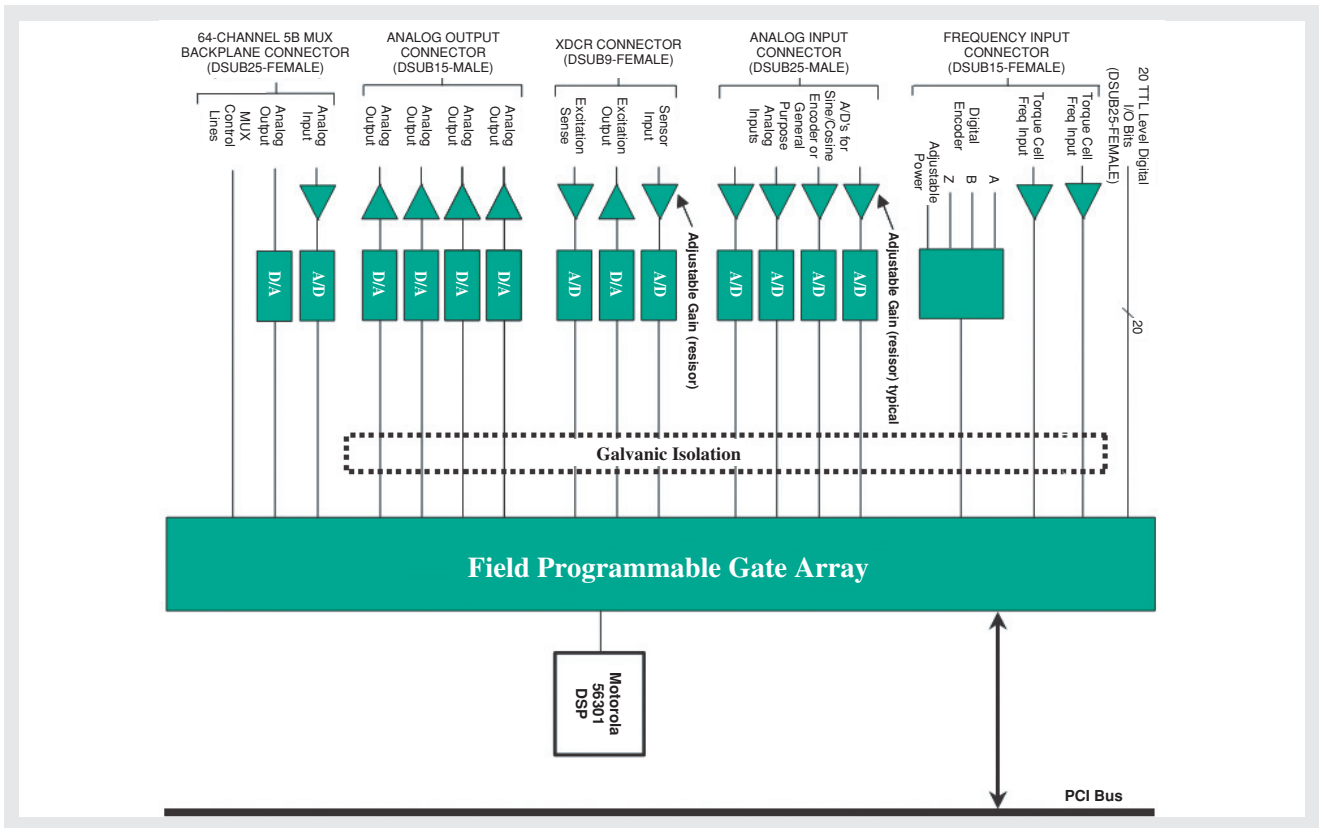 64-CHANNEL 5B MUX
BACKPLANE CONNECTOR
(DSUB25-FEMALE)
ANALOG OUTPUT
CONNECTOR
(DSUB15-MALE)
XDCR CONNECTOR
(DSUB9-FEMALE)
ANALOG INPUT
CONNECTOR
(DSUB25-MALE)
FREQUENCY INPUT
CONNECTOR
(DSUB15-FEMALE)
20 TTL Level Digital
I/O Bits
(DSUB25-FEMALE)
MUX
Control
Lines
Analog
Output
Analog
Input
Analog
Output
Analog
Output
Analog
Output
Analog
Output
Excitation
Sense
Excitation
Output
Sensor
Input
A/D's for
Sine/Cosine
Encoder or
General
Purpose
Analog
Inputs
Adjustable
Power
Digital
Encoder
Z
B
A
Torque Cell
Freq Input
Torque Cell
Freq Input
D/A
A/D
D/A
D/A
D/A
D/A
A/D
D/A
A/D
Adjustable Gain (resisor)
A/D
A/D
A/D
A/D
Adjustable Gain (resisor) typical
20
Galvanic Isolation
Field Programmable Gate Array
Motorola
56301
DSP
PCI Bus